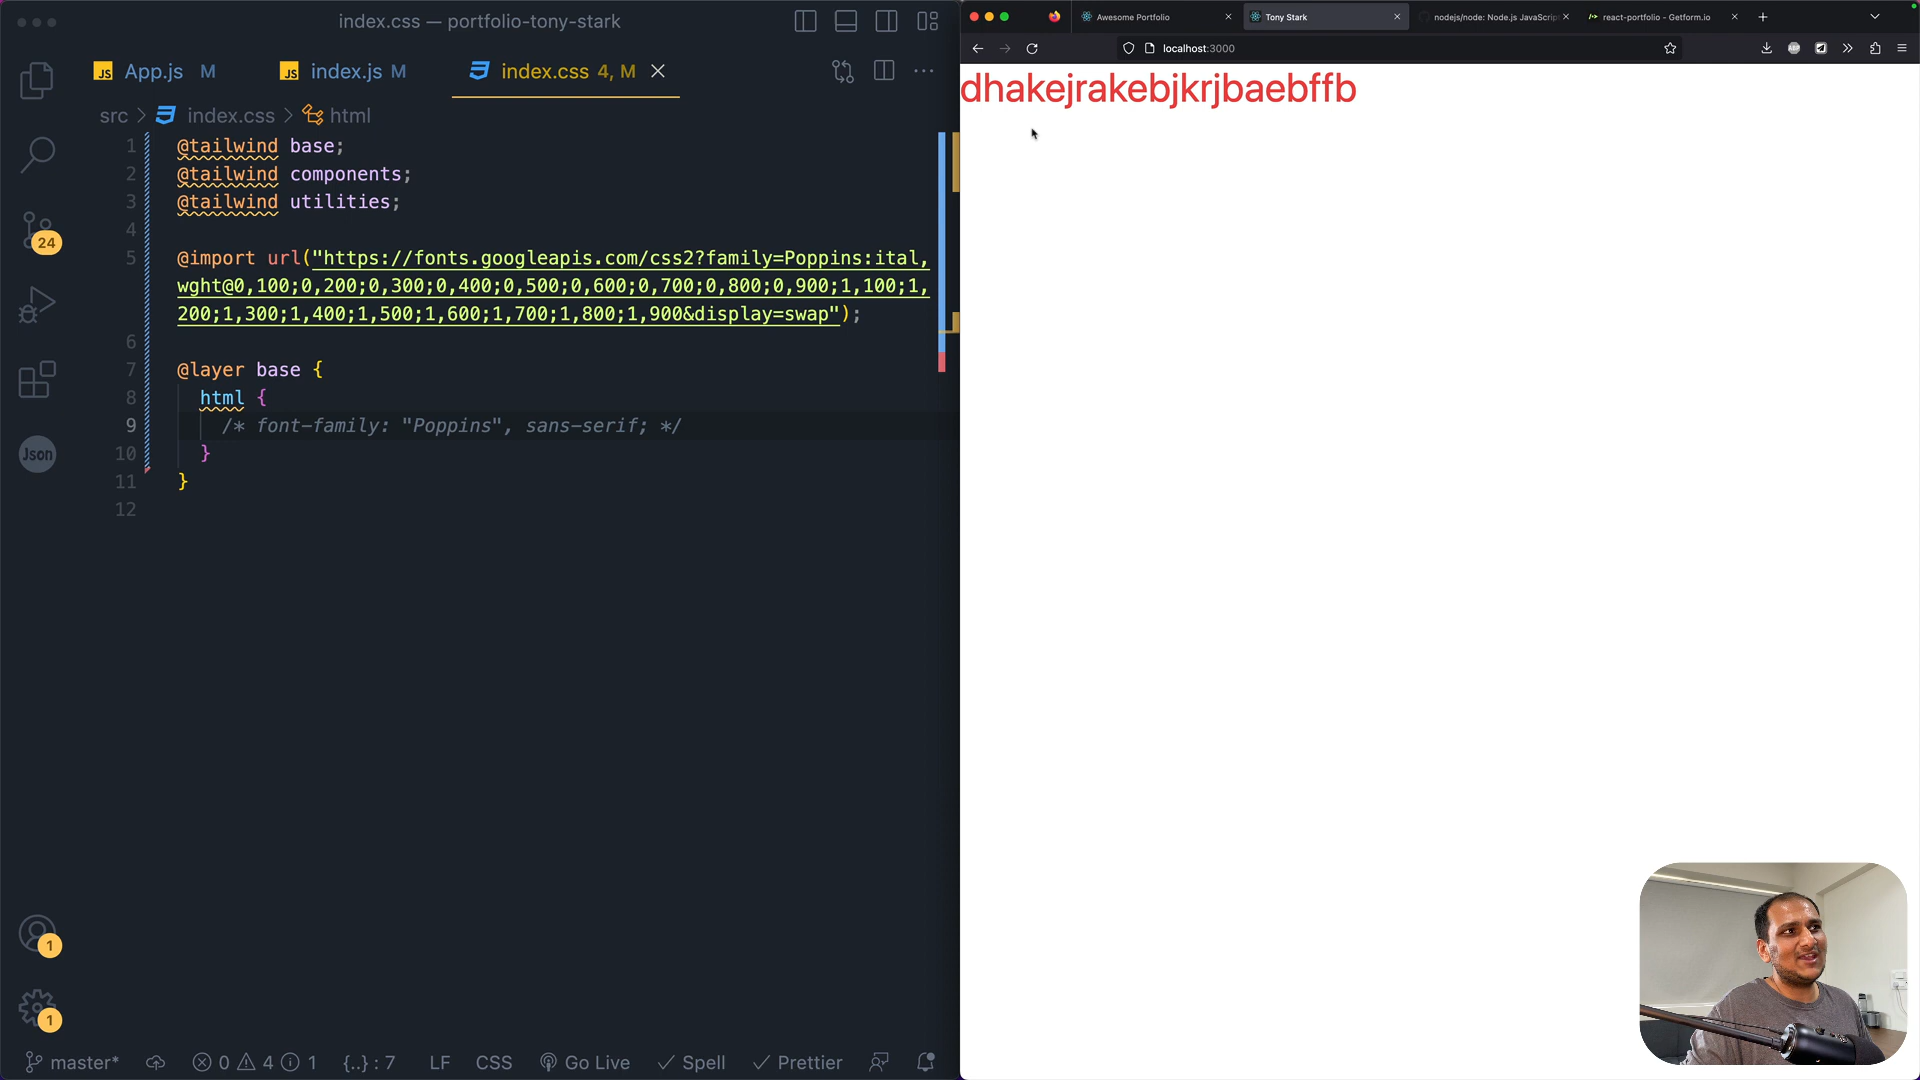 index.css — portfolio-tony-stark
JS App.js M
JS index.js M
index.css 4, M
src > index.css > html
1 @tailwind base;
2 @tailwind components;
3 @tailwind utilities;
4
5 @import url("https://fonts.googleapis.com/css2?family=Poppins:ital,
wght@0,100;0,200;0,300;0,400;0,500;0,600;0,700;0,800;0,900;1,100;1,
200;1,300;1,400;1,500;1,600;1,700;1,800;1,900&display=swap");
6
7 @layer base {
8 html {
9 /* font-family: "Poppins", sans-serif; */
10 }
11 }
12
24
Json
1
1
master* 0 4 1 {..} : 7 LF CSS Go Live Spell Prettier
Awesome Portfolio
Tony Stark
nodejs/node: Node.js JavaScrip
react-portfolio - Getform.io
localhost:3000
dhakejrakebjkrjbaebffb